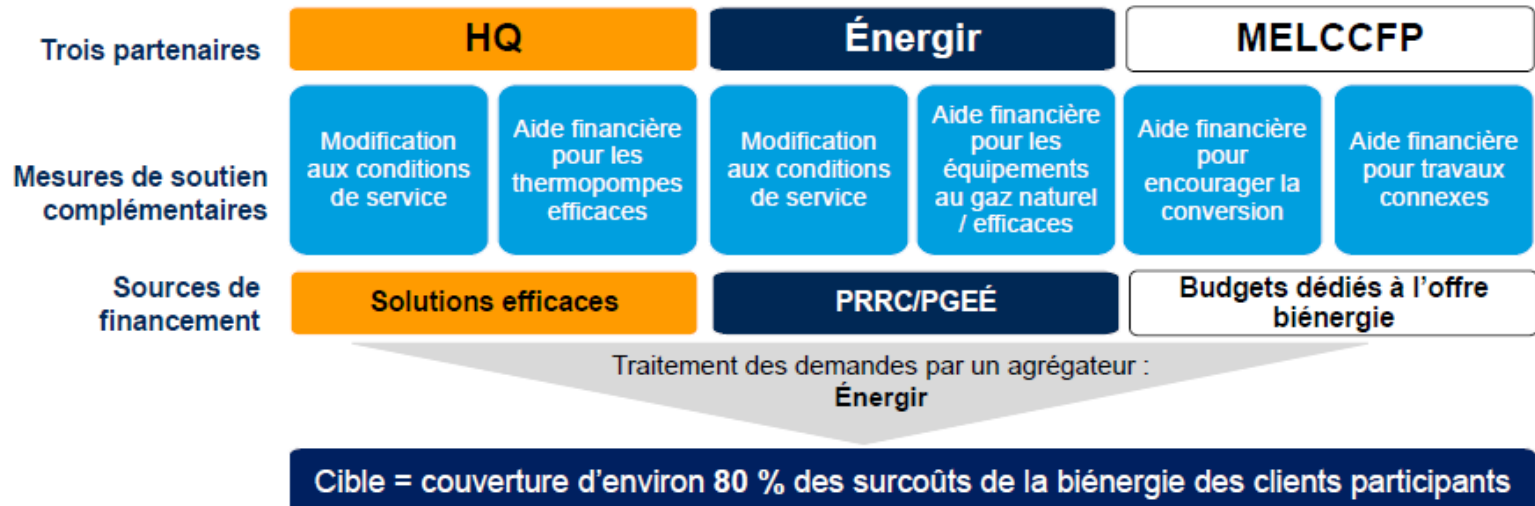 Trois partenaires
HQ
Énergir
MELCCFP
Mesures de soutien
complémentaires
Modification
aux conditions
de service
Aide financière
pour les
thermopompes
efficaces
Modification
aux conditions
de service
Aide financière
pour les
équipements
au gaz naturel
/ efficaces
Aide financière
pour
encourager la
conversion
Aide financière
pour travaux
connexes
Sources de
financement
Solutions efficaces
PRRC/PGEÉ
Budgets dédiés à l’offre
biénergie
Traitement des demandes par un agrégateur :
Énergir
Cible = couverture d’environ 80 % des surcoûts de la biénergie des clients participants